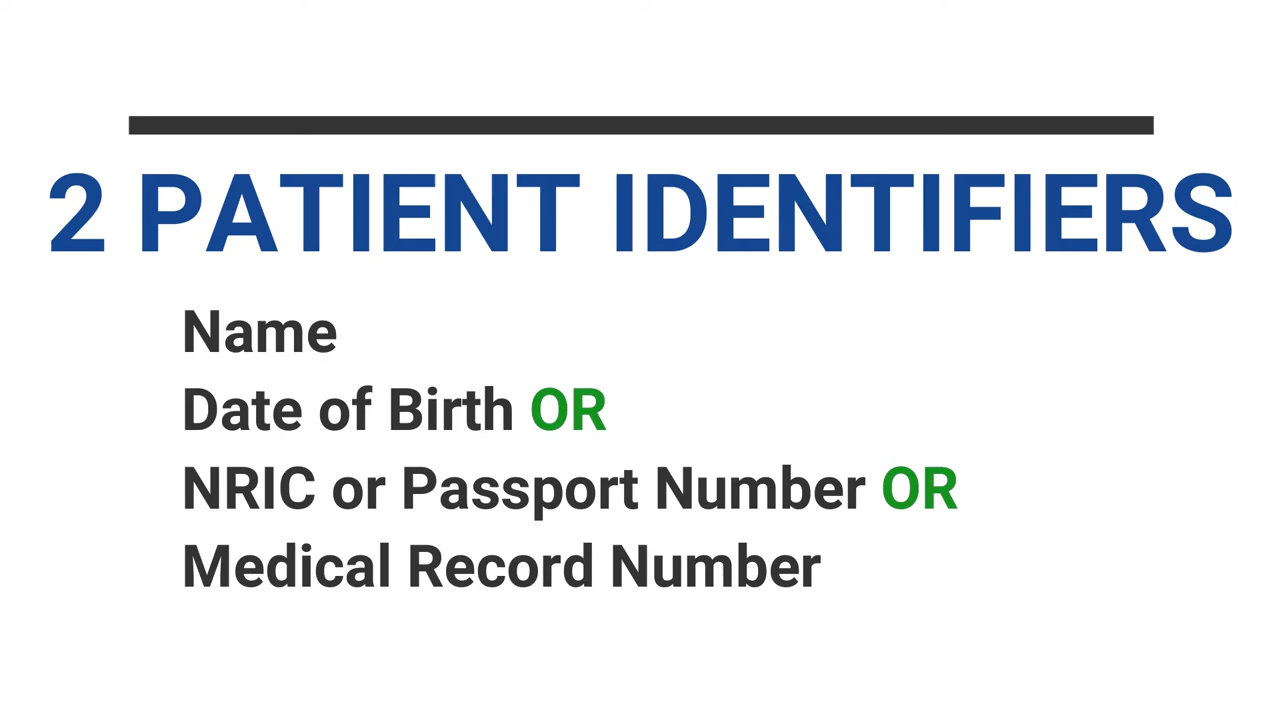 2 PATIENT IDENTIFIERS
Name
Date of Birth OR
NRIC or Passport Number OR
Medical Record Number